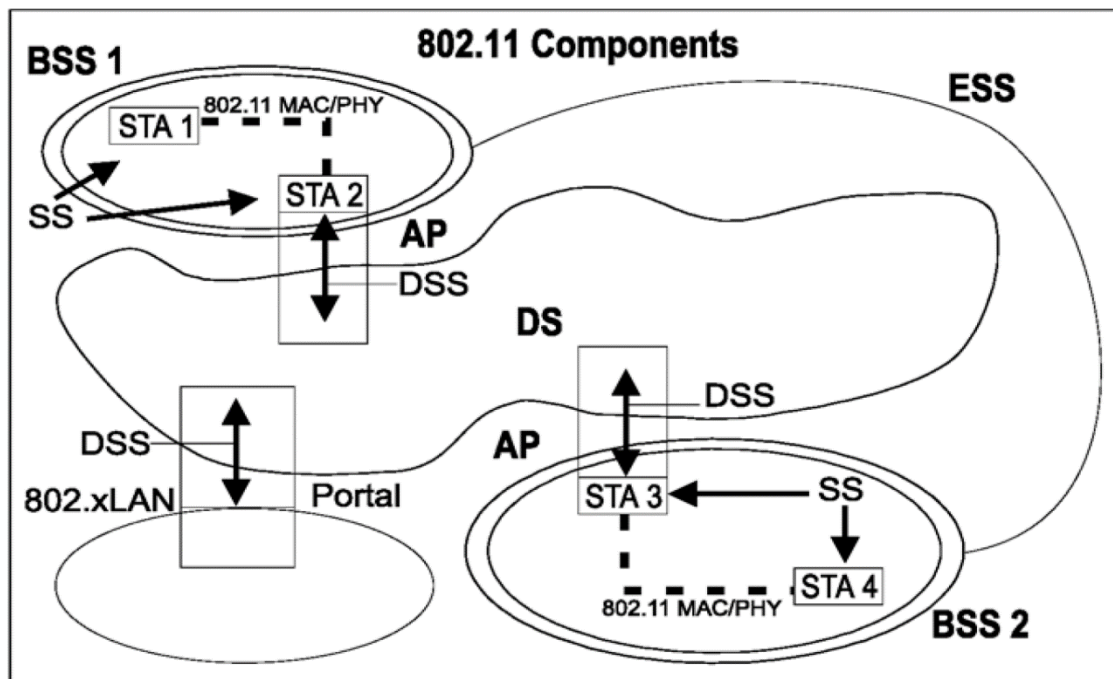 802.11 Components
BSS 1
ESS
802.11 MAC/PHY
STA 1
STA 2
SS
AP
DSS
DS
DSS
DSS
AP
802.xLAN
Portal
STA 3
SS
STA 4
802.11 MAC/PHY
BSS 2